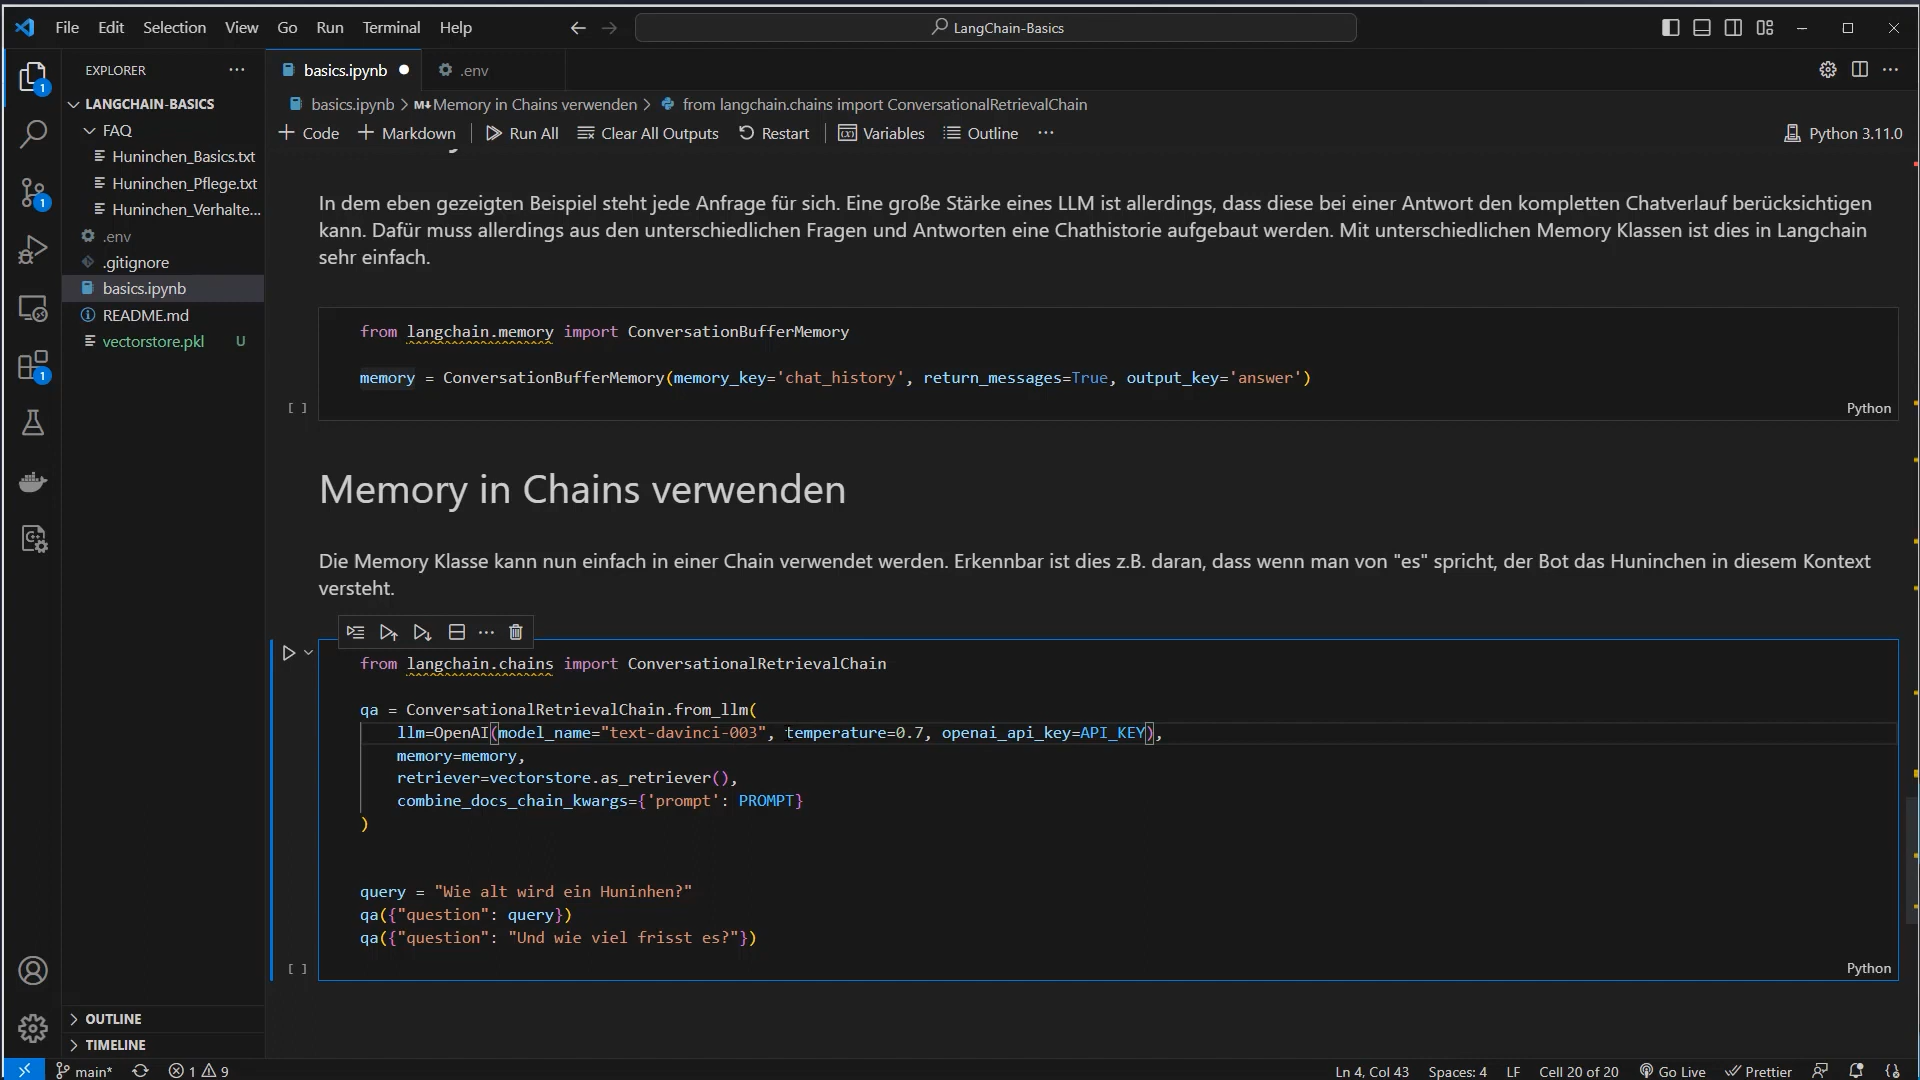 File Edit Selection View Go Run Terminal Help
LangChain-Basics
EXPLORER
basics.ipynb
.env
LANGCHAIN-BASICS
FAQ
Huninchen_Basics.txt
Huninchen_Pflege.txt
Huninchen_Verhalte...
.env
.gitignore
basics.ipynb
README.md
vectorstore.pkl U
basics.ipynb > M↓Memory in Chains verwenden > from langchain.chains import ConversationalRetrievalChain
+ Code + Markdown Run All Clear All Outputs Restart Variables Outline ...
Python 3.11.0
In dem eben gezeigten Beispiel steht jede Anfrage für sich. Eine große Stärke eines LLM ist allerdings, dass diese bei einer Antwort den kompletten Chatverlauf berücksichtigen
kann. Dafür muss allerdings aus den unterschiedlichen Fragen und Antworten eine Chathistorie aufgebaut werden. Mit unterschiedlichen Memory Klassen ist dies in Langchain
sehr einfach.
from langchain.memory import ConversationBufferMemory
memory = ConversationBufferMemory(memory_key='chat_history', return_messages=True, output_key='answer')
[ ]
Python
Memory in Chains verwenden
Die Memory Klasse kann nun einfach in einer Chain verwendet werden. Erkennbar ist dies z.B. daran, dass wenn man von "es" spricht, der Bot das Huninchen in diesem Kontext
versteht.
from langchain.chains import ConversationalRetrievalChain
qa = ConversationalRetrievalChain.from_llm(
llm=OpenAI(model_name="text-davinci-003", temperature=0.7, openai_api_key=API_KEY),
memory=memory,
retriever=vectorstore.as_retriever(),
combine_docs_chain_kwargs={'prompt': PROMPT}
)
query = "Wie alt wird ein Huninhen?"
qa({"question": query})
qa({"question": "Und wie viel frisst es?"})
[ ]
Python
OUTLINE
TIMELINE
1
1
1
main* 1 9
Ln 4, Col 43 Spaces: 4 LF Cell 20 of 20 Go Live Prettier